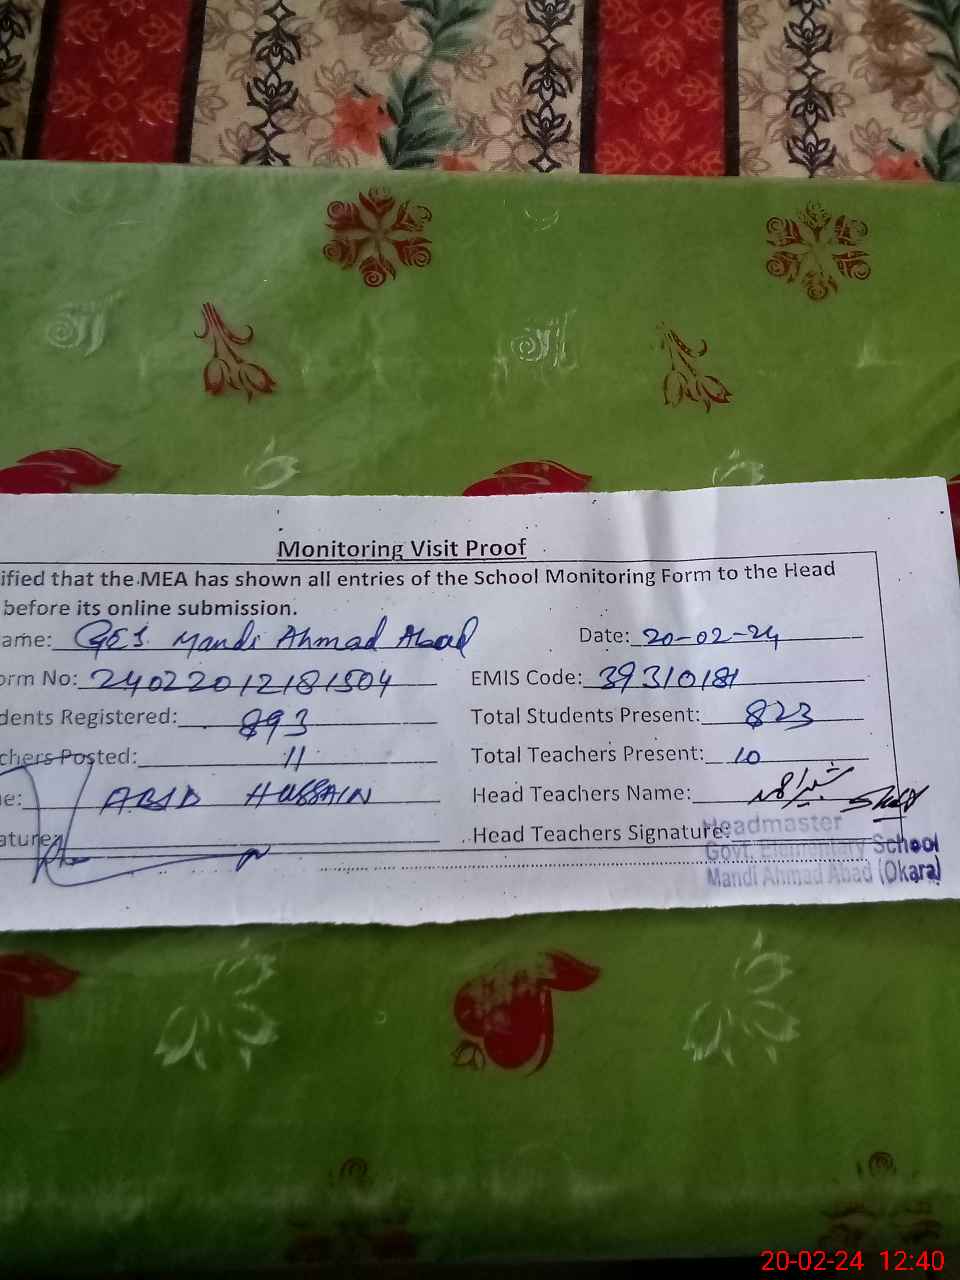 Monitoring Visit Proof
ified that the MEA has shown all entries of the School Monitoring Form to the Head
before its online submission.
ame: GES. Mandi Ahmad Abad Date: 20-02-24
orm No: 24022012181504 EMIS Code: 39310181
dents Registered: 893 Total Students Present: 823
chers Posted: 11 Total Teachers Present: 10
e: ABID HUSSAIN Head Teachers Name: شبیر احمد
ature: Head Teachers Signature:
Headmaster
Govt. Elementary School
Mandi Ahmad Abad (Okara)
20-02-24 12:40